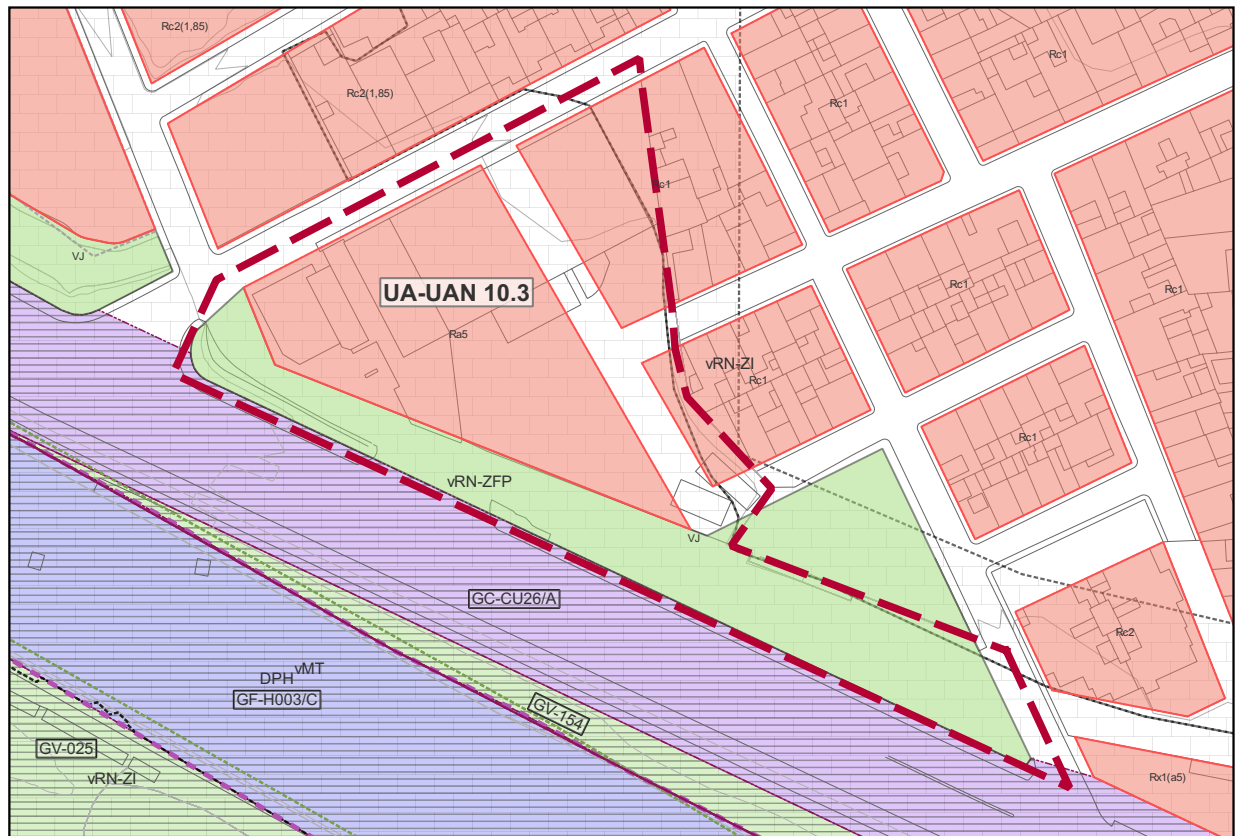 Rc2(1,85)
Rc1
Rc2(1,85)
Rc1
Rc1
VJ
Rc1
Rc1
UA-UAN 10.3
Ra5
vRN-ZI
Rc1
Rc1
vRN-ZFP
VJ
GC-CU26/A
Rc2
vMT
DPH
GF-H003/C
GV-154
GV-025
vRN-ZI
Rx1(a5)